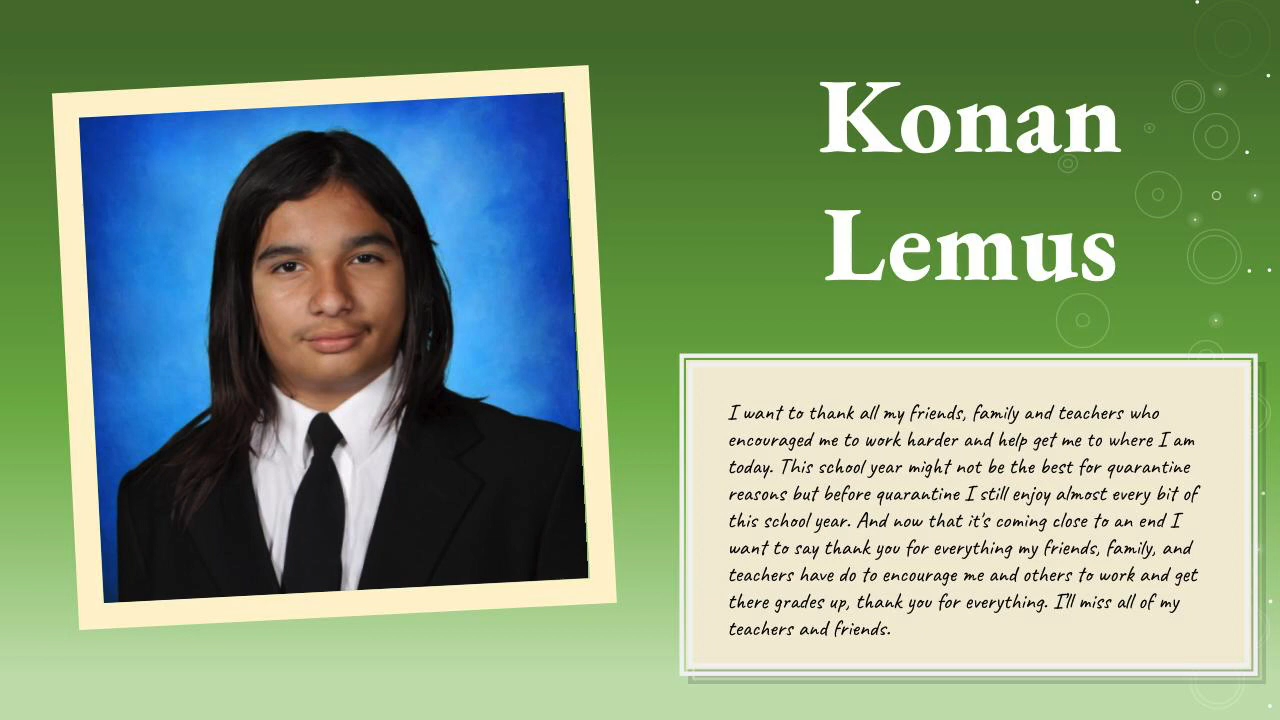 Konan
Lemus
I want to thank all my friends, family and teachers who
encouraged me to work harder and help get me to where I am
today. This school year might not be the best for quarantine
reasons but before quarantine I still enjoy almost every bit of
this school year. And now that it's coming close to an end I
want to say thank you for everything my friends, family, and
teachers have do to encourage me and others to work and get
there grades up, thank you for everything. I'll miss all of my
teachers and friends.